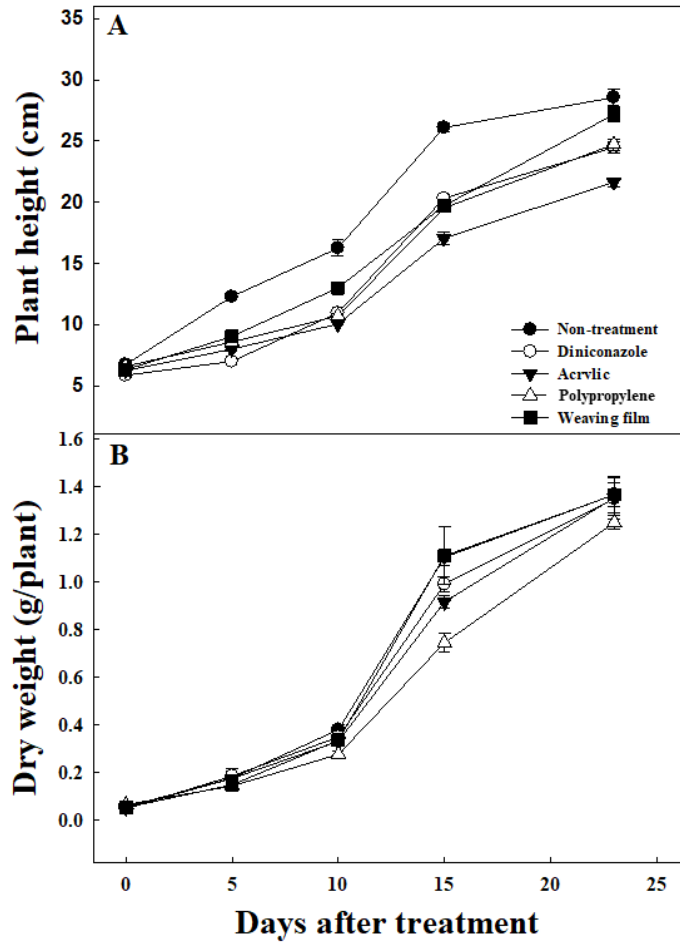 A
35
30
25
20
15
10
5
Plant height (cm)
Non-treatment
Diniconazole
Acrylic
Polypropylene
Weaving film
B
1.6
1.4
1.2
1.0
0.8
0.6
0.4
0.2
0.0
Dry weight (g/plant)
0 5 10 15 20 25
Days after treatment